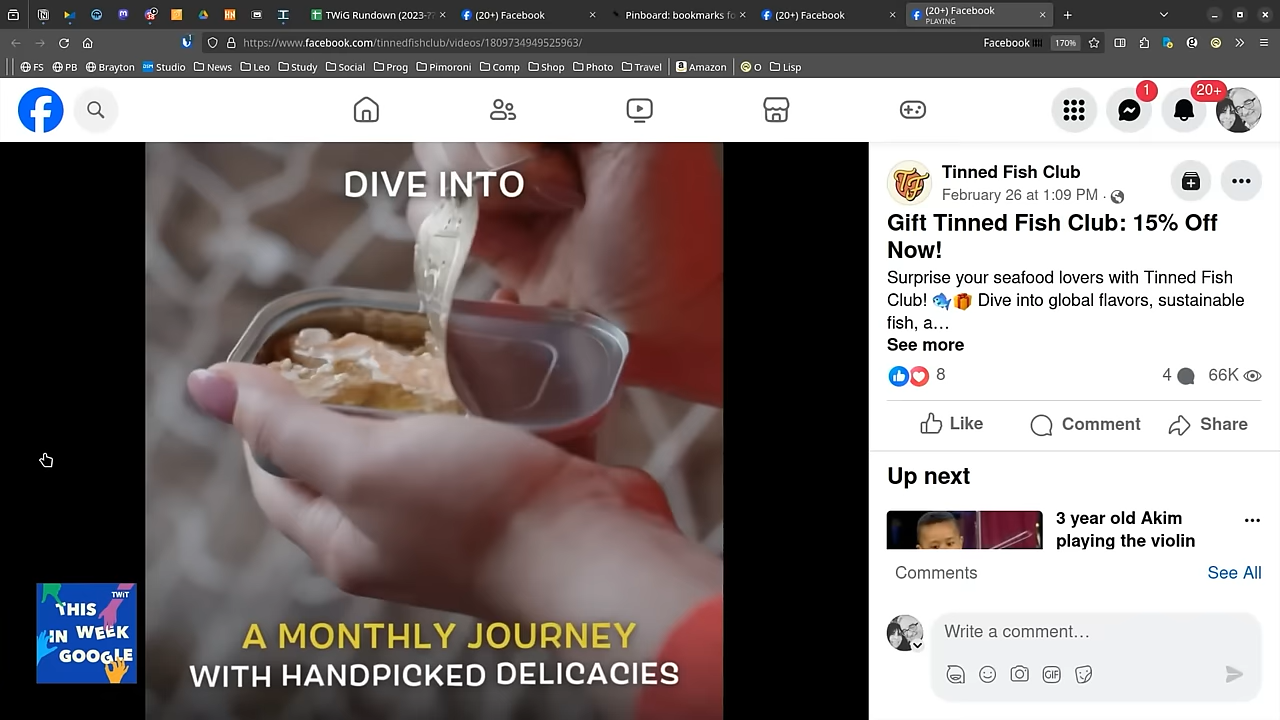 TWiG Rundown (2023-??
(20+) Facebook
Pinboard: bookmarks fo
(20+) Facebook
(20+) Facebook
PLAYING
https://www.facebook.com/tinnedfishclub/videos/1809734949525963/
Facebook
170%
FS
PB
Brayton
Studio
News
Leo
Study
Social
Prog
Pimoroni
Comp
Shop
Photo
Travel
Amazon
O
Lisp
1
20+
DIVE INTO
A MONTHLY JOURNEY
WITH HANDPICKED DELICACIES
TWiT
THIS
IN WEEK
GOOGLE
Tinned Fish Club
February 26 at 1:09 PM ·
Gift Tinned Fish Club: 15% Off
Now!
Surprise your seafood lovers with Tinned Fish
Club! 🐟🎁 Dive into global flavors, sustainable
fish, a…
See more
8
4
66K
Like
Comment
Share
Up next
3 year old Akim
playing the violin
Comments
See All
Write a comment…
GIF